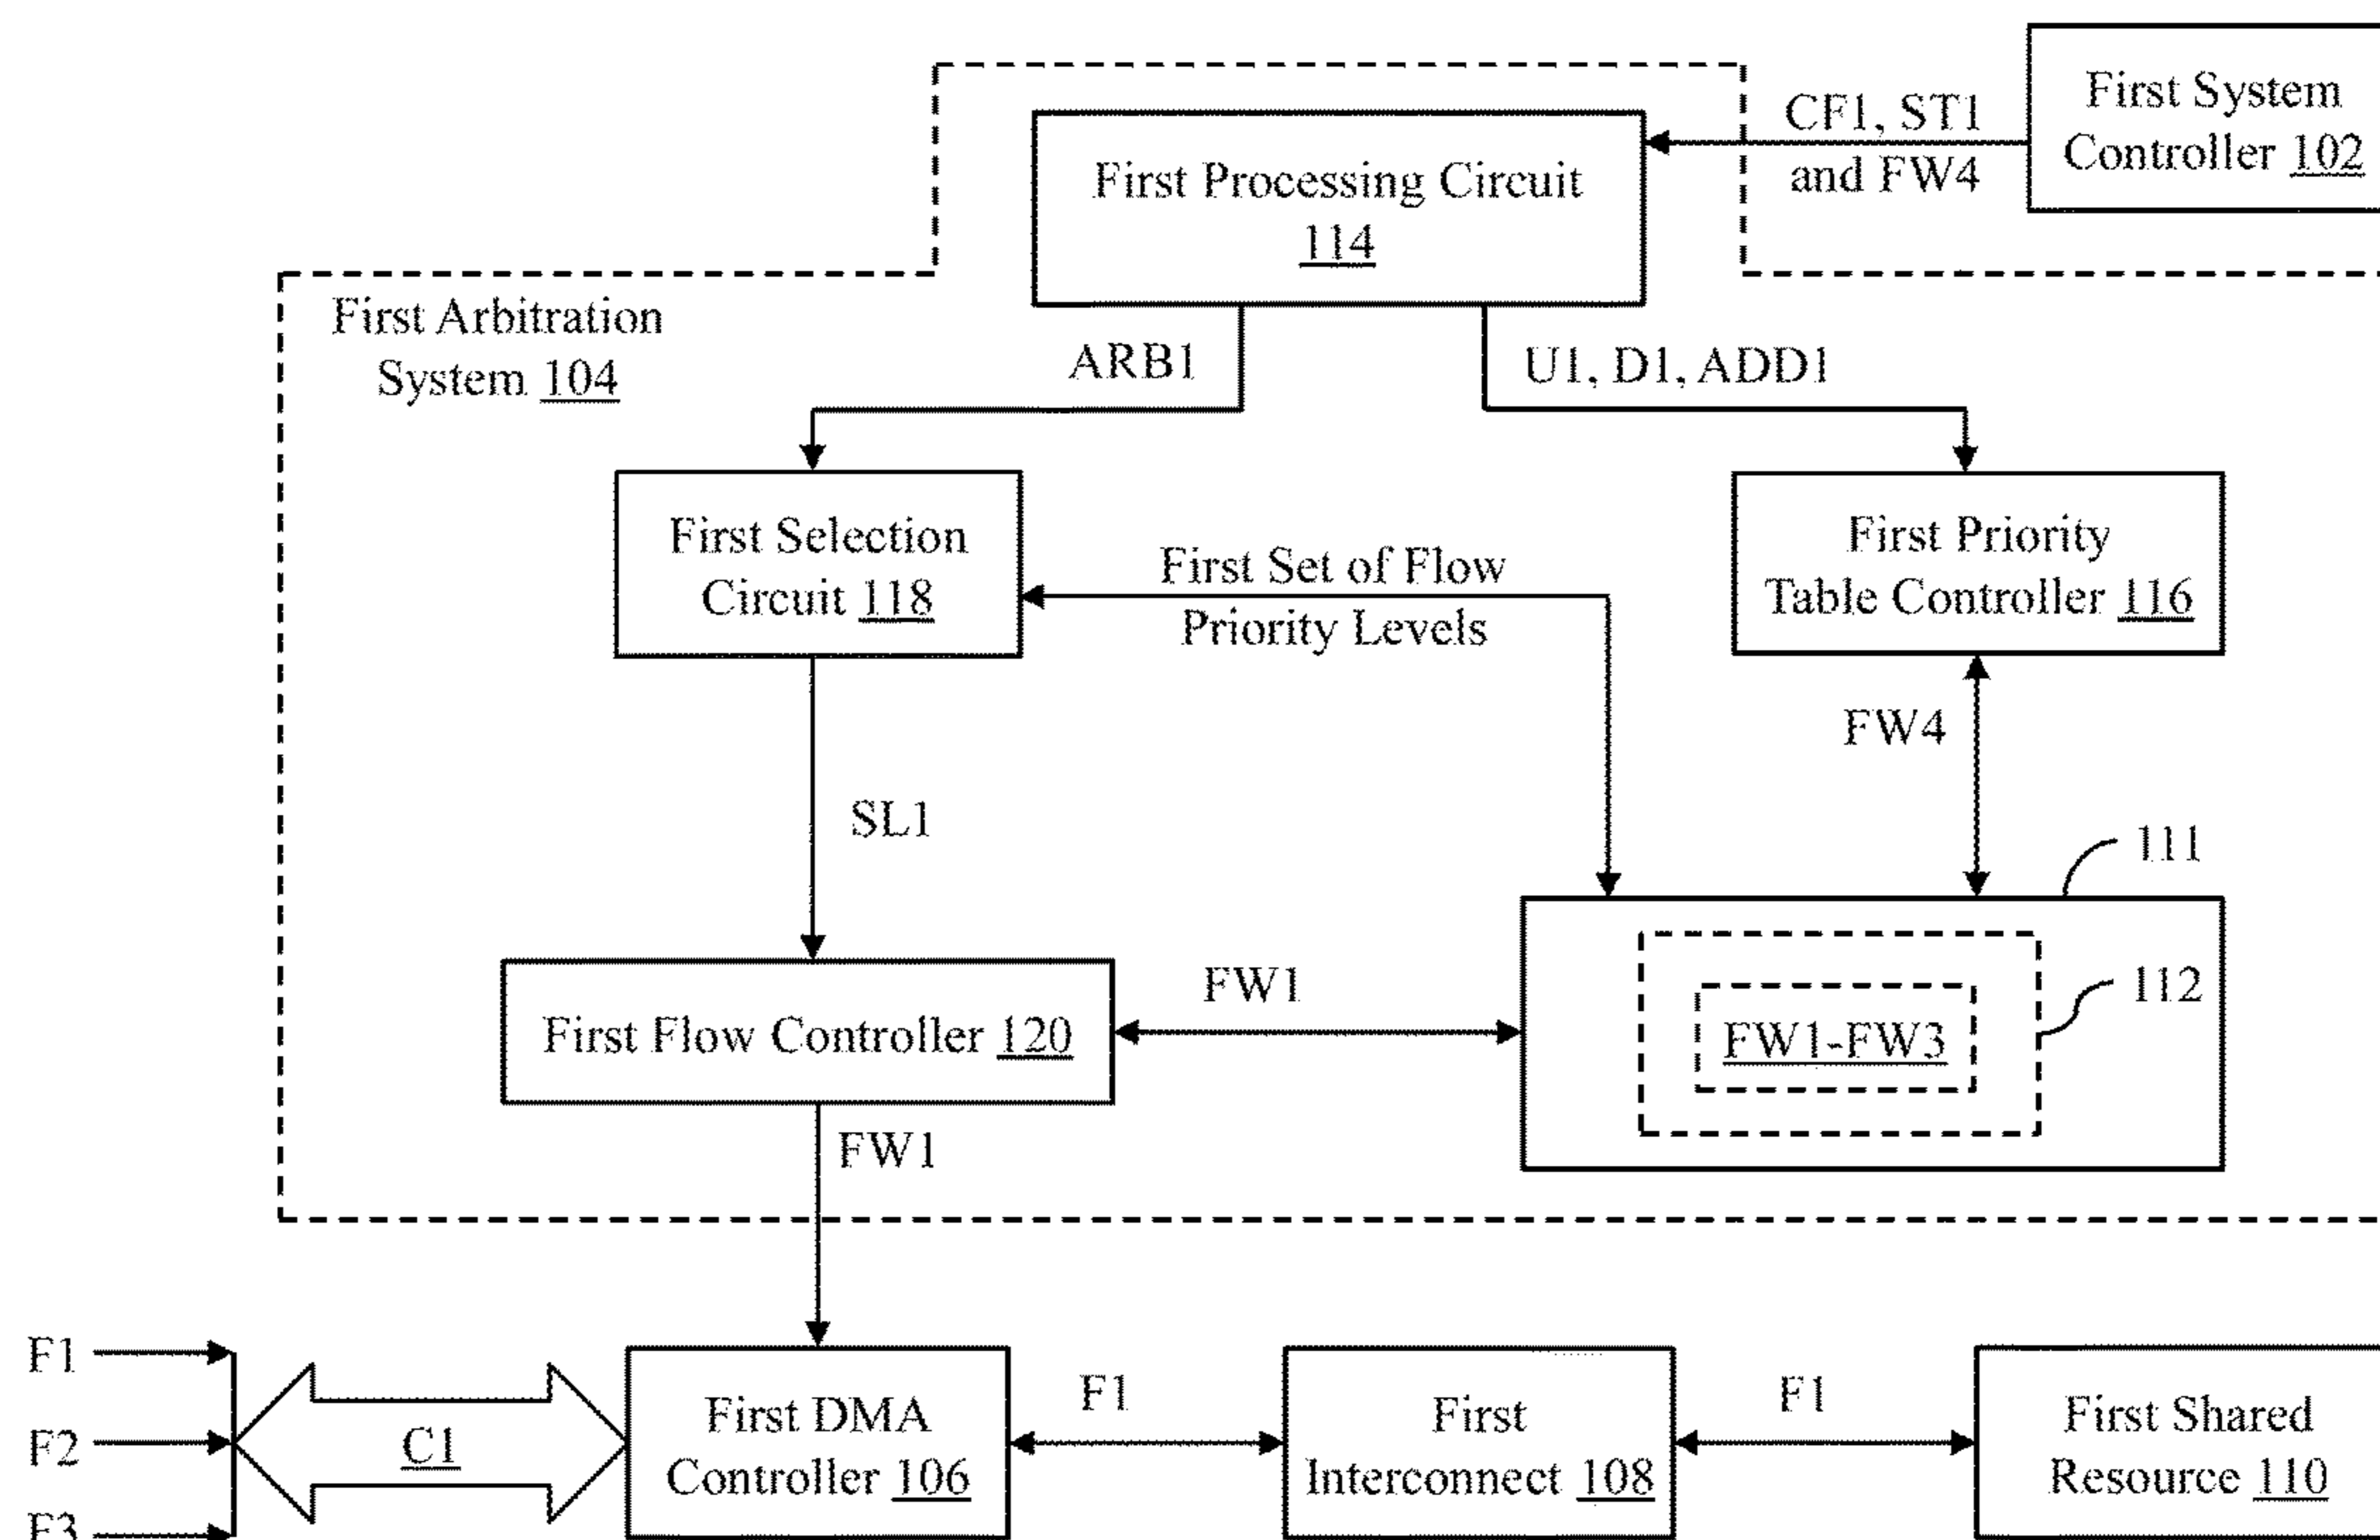 First System
Controller 102
CF1, ST1
and FW4
First Processing Circuit
114
First Arbitration
System 104
ARB1
U1, D1, ADD1
First Selection
Circuit 118
First Set of Flow
Priority Levels
First Priority
Table Controller 116
FW4
SL1
111
112
First Flow Controller 120
FW1
FW1-FW3
FW1
F1
F2
F3
C1
First DMA
Controller 106
F1
First
Interconnect 108
F1
First Shared
Resource 110